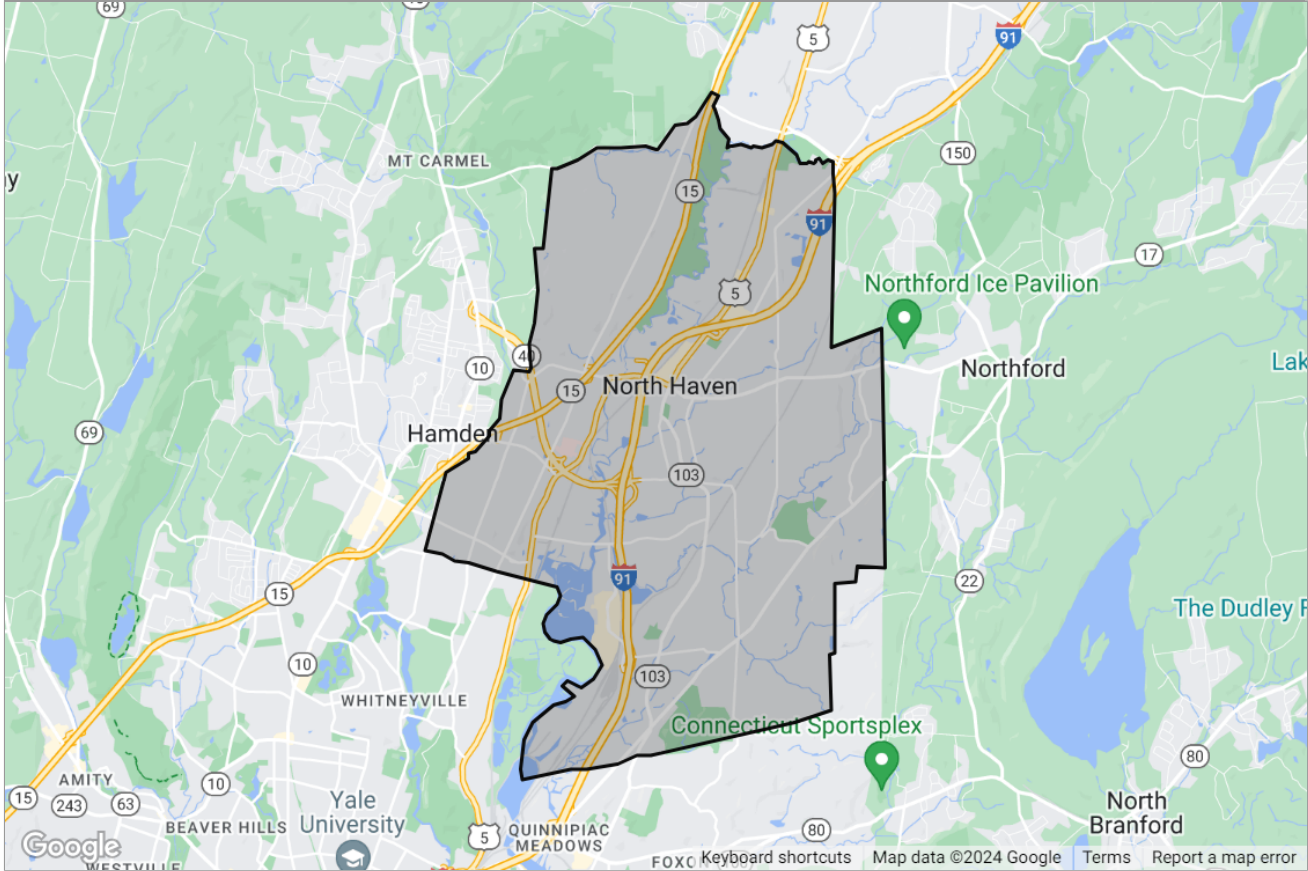 69
5
91
MT CARMEL
150
y
15
91
17
5
Northford Ice Pavilion
40
10
Northford
Lak
15
North Haven
69
Hamden
103
91
22
15
The Dudley F
10
103
WHITNEYVILLE
Connecticut Sportsplex
80
AMITY
10
15
243
63
Yale
University
North
Branford
BEAVER HILLS
5
QUINNIPIAC
MEADOWS
80
Google
WESTVILLE
FOXON
Keyboard shortcuts
Map data ©2024 Google
Terms
Report a map error